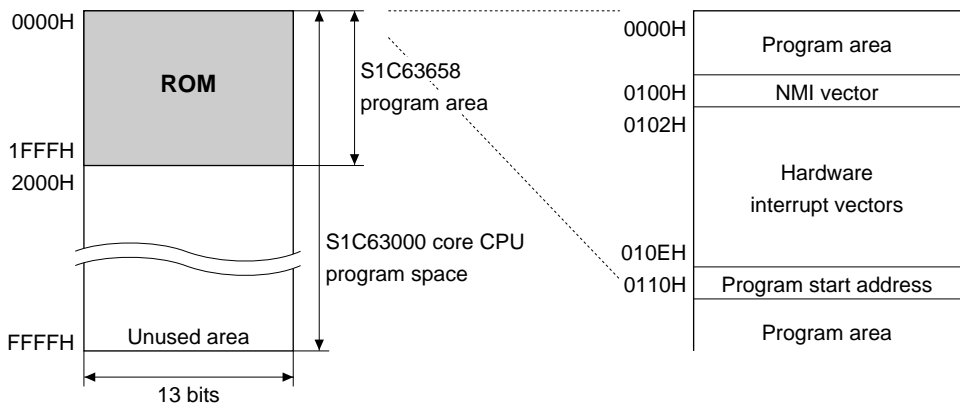 0000H
ROM
1FFFH
2000H
S1C63658
program area
S1C63000 core CPU
program space
FFFFH
Unused area
13 bits
0000H
Program area
0100H
NMI vector
0102H
Hardware
interrupt vectors
010EH
0110H
Program start address
Program area